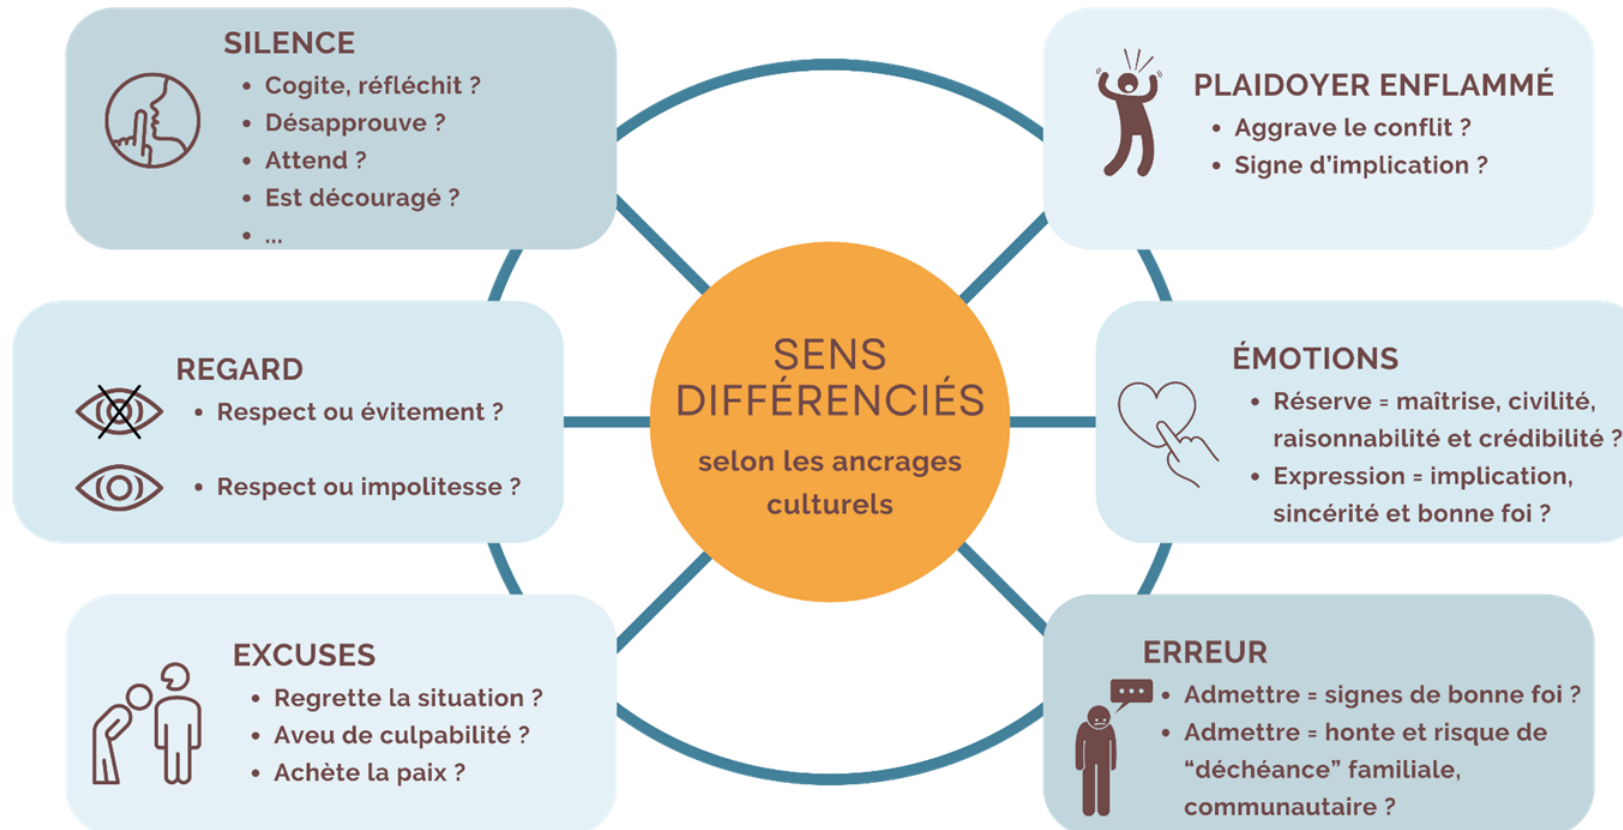 SILENCE
• Cogite, réfléchit ?
• Désapprouve ?
• Attend ?
• Est découragé ?
• ...
PLAIDOYER ENFLAMMÉ
• Aggrave le conflit ?
• Signe d’implication ?
REGARD
• Respect ou évitement ?
• Respect ou impolitesse ?
SENS
DIFFÉRENCIÉS
selon les ancrages
culturels
ÉMOTIONS
• Réserve = maîtrise, civilité,
raisonnabilité et crédibilité ?
• Expression = implication,
sincérité et bonne foi ?
EXCUSES
• Regrette la situation ?
• Aveu de culpabilité ?
• Achète la paix ?
ERREUR
• Admettre = signes de bonne foi ?
• Admettre = honte et risque de
“déchéance” familiale,
communautaire ?